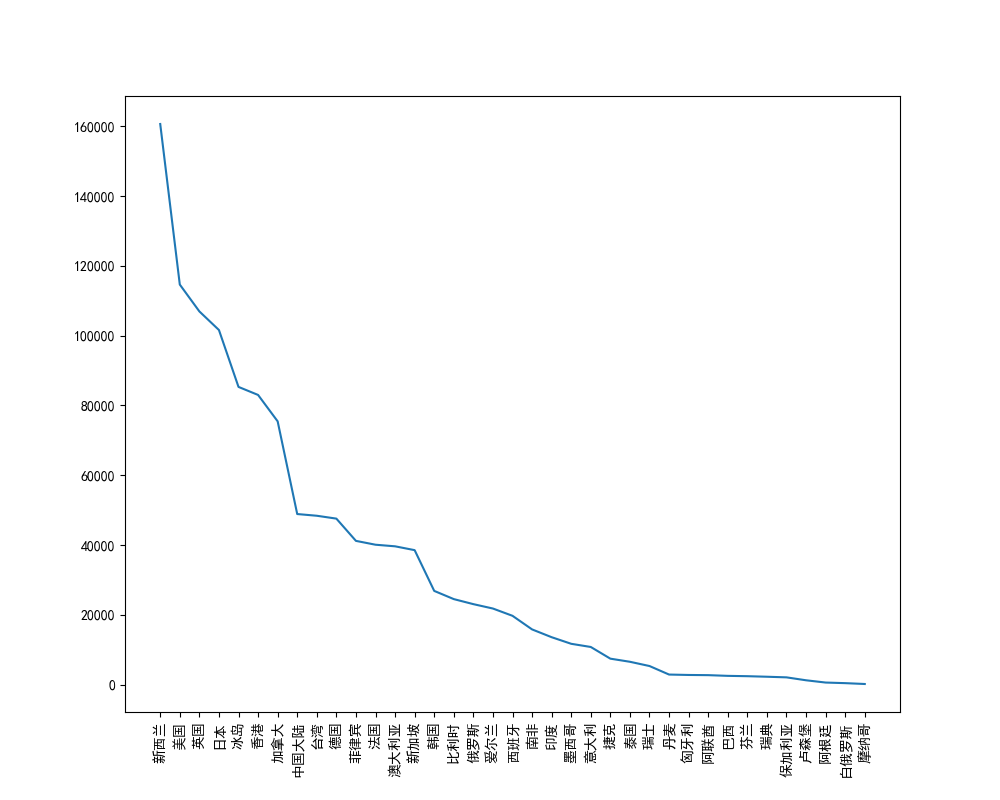 160000
140000
120000
100000
80000
60000
40000
20000
0
新西兰
美国
英国
日本
冰岛
香港
加拿大
中国大陆
台湾
德国
菲律宾
法国
澳大利亚
新加坡
韩国
比利时
俄罗斯
爱尔兰
西班牙
南非
印度
墨西哥
意大利
捷克
泰国
瑞士
丹麦
匈牙利
阿联酋
巴西
芬兰
瑞典
保加利亚
卢森堡
阿根廷
白俄罗斯
摩纳哥